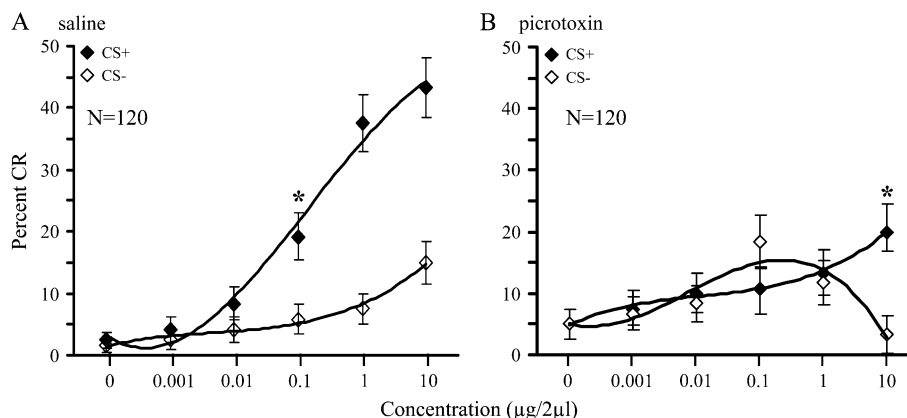 A saline
CS+
CS-
N=120
50
40
30
20
10
0
Percent CR
*
0 0.001 0.01 0.1 1 10
B picrotoxin
CS+
CS-
N=120
50
40
30
20
10
0
*
0 0.001 0.01 0.1 1 10
Concentration (µg/2µl)